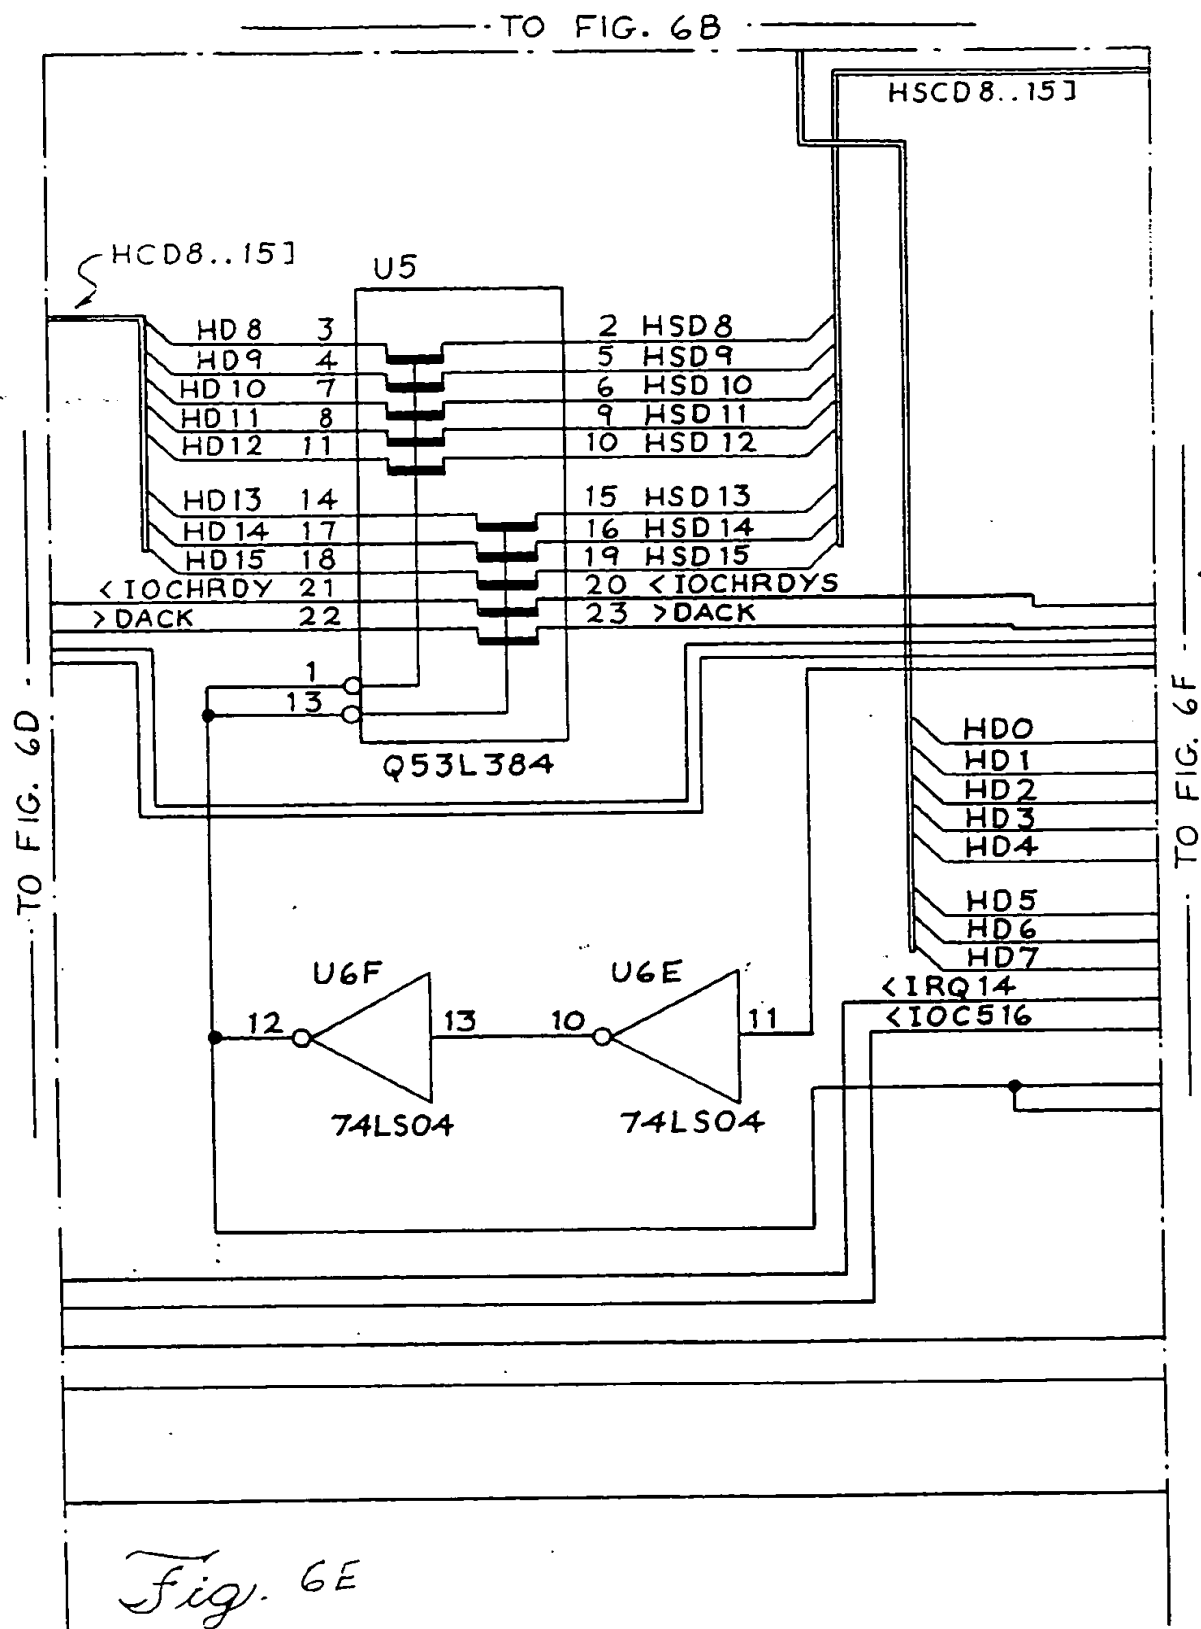 TO FIG. 6B
HSCD8..15]
HCD8..15]
U5
HD8 3 2 HSD8
HD9 4 5 HSD9
HD10 7 6 HSD10
HD11 8 9 HSD11
HD12 11 10 HSD12
HD13 14 15 HSD13
HD14 17 16 HSD14
HD15 18 19 HSD15
<IOCHRDY 21 20 <IOCHRDYS
>DACK 22 23 >DACK
1
13
Q53L384
TO FIG. 6D
TO FIG. 6F
HD0
HD1
HD2
HD3
HD4
HD5
HD6
HD7
<IRQ14
<IOC516
U6F U6E
12 13 10 11
74LS04 74LS04
Fig. 6E